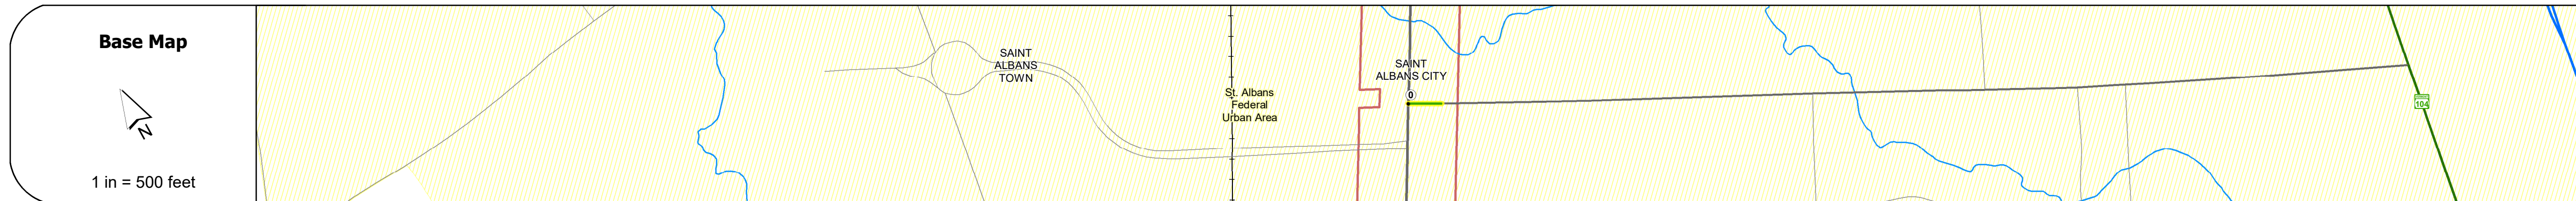 Base Map
N
1 in = 500 feet
SAINT
ALBANS
TOWN
St. Albans
Federal
Urban Area
SAINT
ALBANS CITY
0
104